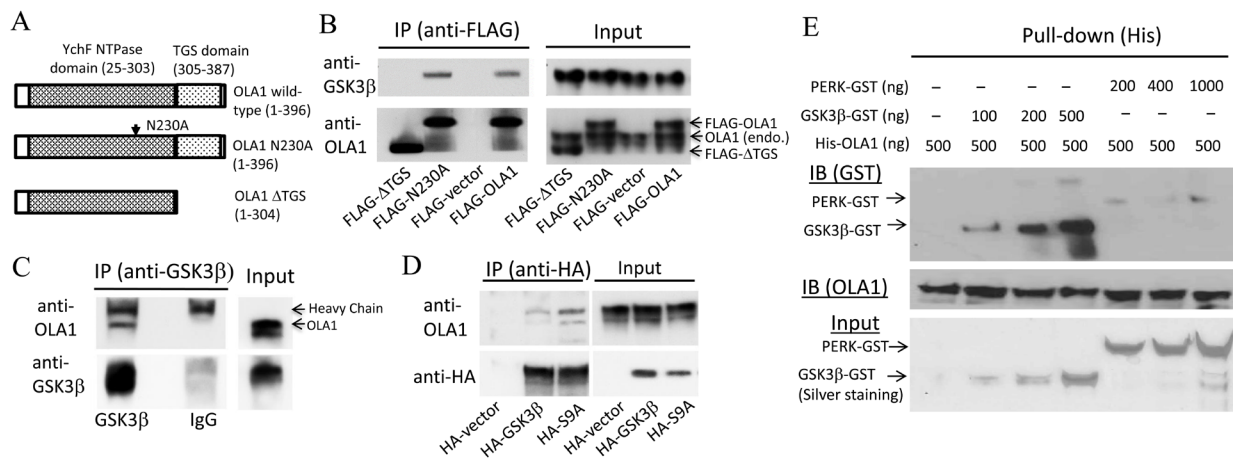 A
YchF NTPase
domain (25-303)
TGS domain
(305-387)
OLA1 wild-
type (1-396)
N230A
OLA1 N230A
(1-396)
OLA1 ΔTGS
(1-304)
B
IP (anti-FLAG)
Input
anti-
GSK3β
anti-
OLA1
FLAG-OLA1
OLA1 (endo.)
FLAG-ΔTGS
FLAG-ΔTGS
FLAG-N230A
FLAG-vector
FLAG-OLA1
FLAG-ΔTGS
FLAG-N230A
FLAG-vector
FLAG-OLA1
C
IP (anti-GSK3β)
Input
anti-
OLA1
Heavy Chain
OLA1
anti-
GSK3β
GSK3β
IgG
D
IP (anti-HA)
Input
anti-
OLA1
anti-HA
HA-vector
HA-GSK3β
HA-S9A
HA-vector
HA-GSK3β
HA-S9A
E
Pull-down (His)
PERK-GST (ng) – – – – 200 400 1000
GSK3β-GST (ng) – 100 200 500 – – –
His-OLA1 (ng) 500 500 500 500 500 500 500
IB (GST)
PERK-GST
GSK3β-GST
IB (OLA1)
Input
PERK-GST
GSK3β-GST
(Silver staining)